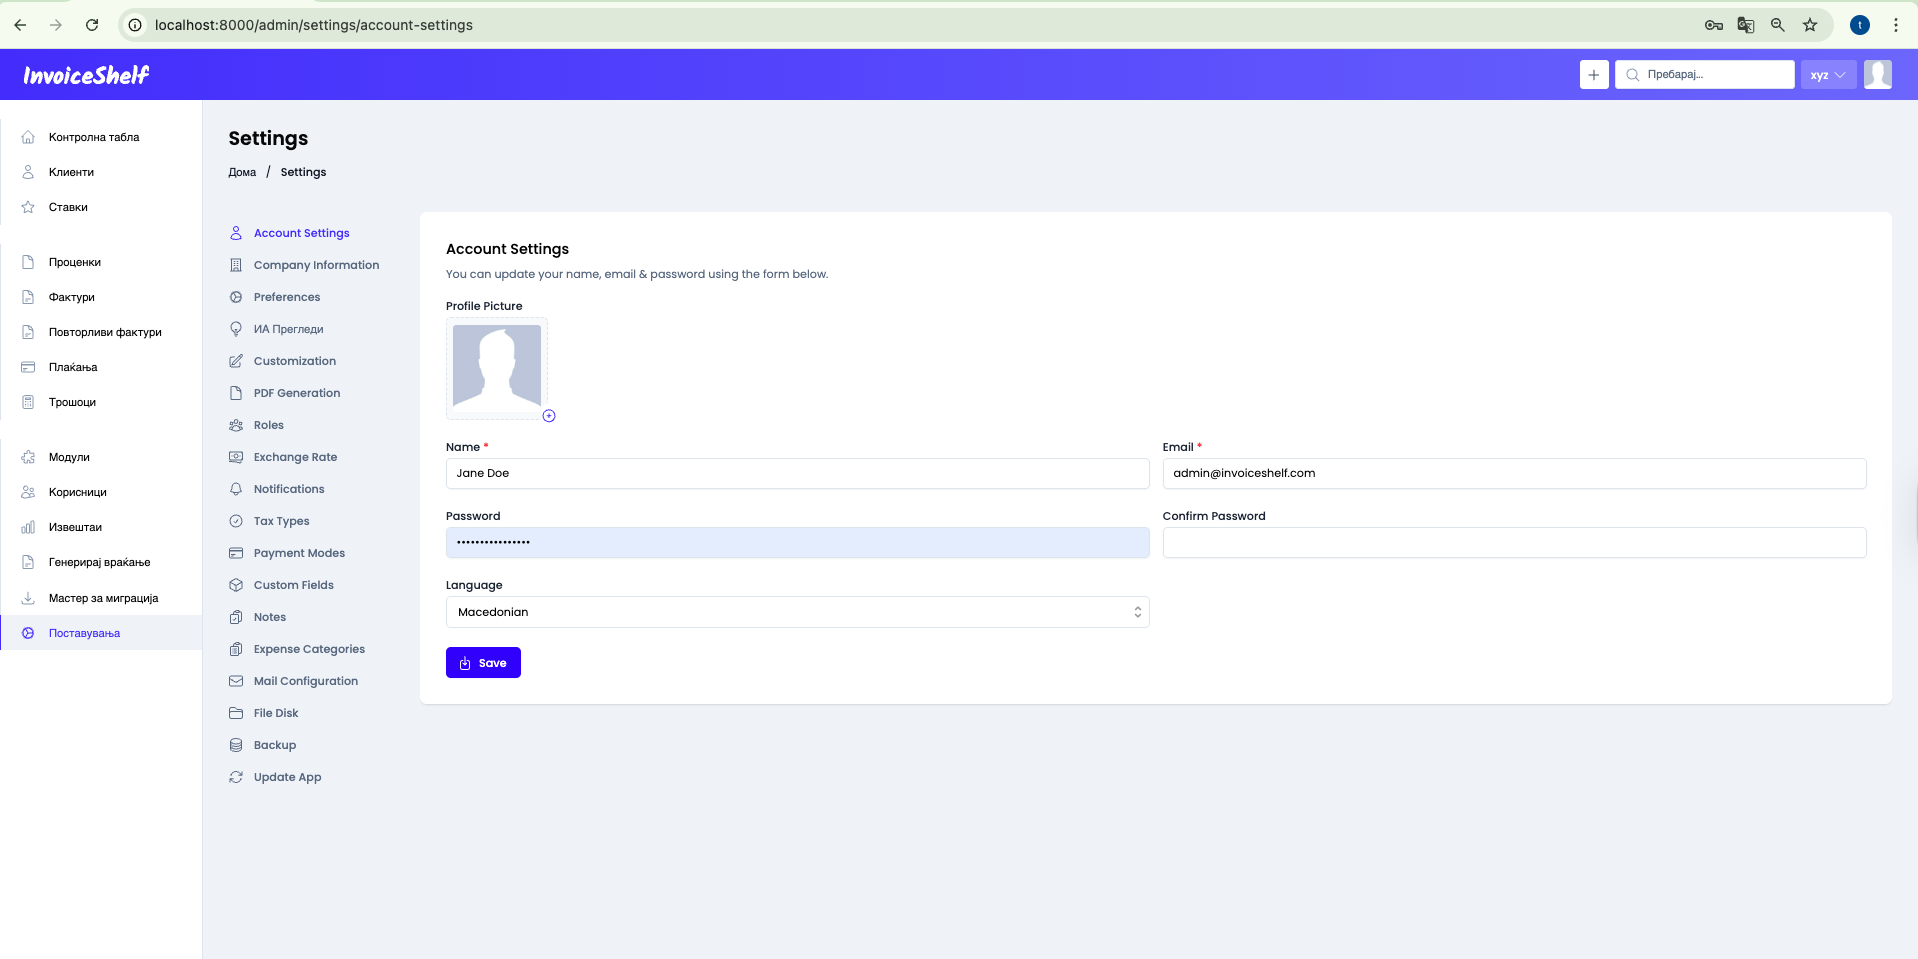 localhost:8000/admin/settings/account-settings
t
InvoiceShelf
Пребарај...
xyz
Контролна табла
Клиенти
Ставки
Проценки
Фактури
Повторливи фактури
Плаќања
Трошоци
Модули
Корисници
Извештаи
Генерирај враќање
Мастер за миграција
Поставувања
Settings
Дома / Settings
Account Settings
Company Information
Preferences
ИА Прегледи
Customization
PDF Generation
Roles
Exchange Rate
Notifications
Tax Types
Payment Modes
Custom Fields
Notes
Expense Categories
Mail Configuration
File Disk
Backup
Update App
Account Settings
You can update your name, email & password using the form below.
Profile Picture
Name *
Jane Doe
Email *
admin@invoiceshelf.com
Password
••••••••••••••••
Confirm Password
Language
Macedonian
Save